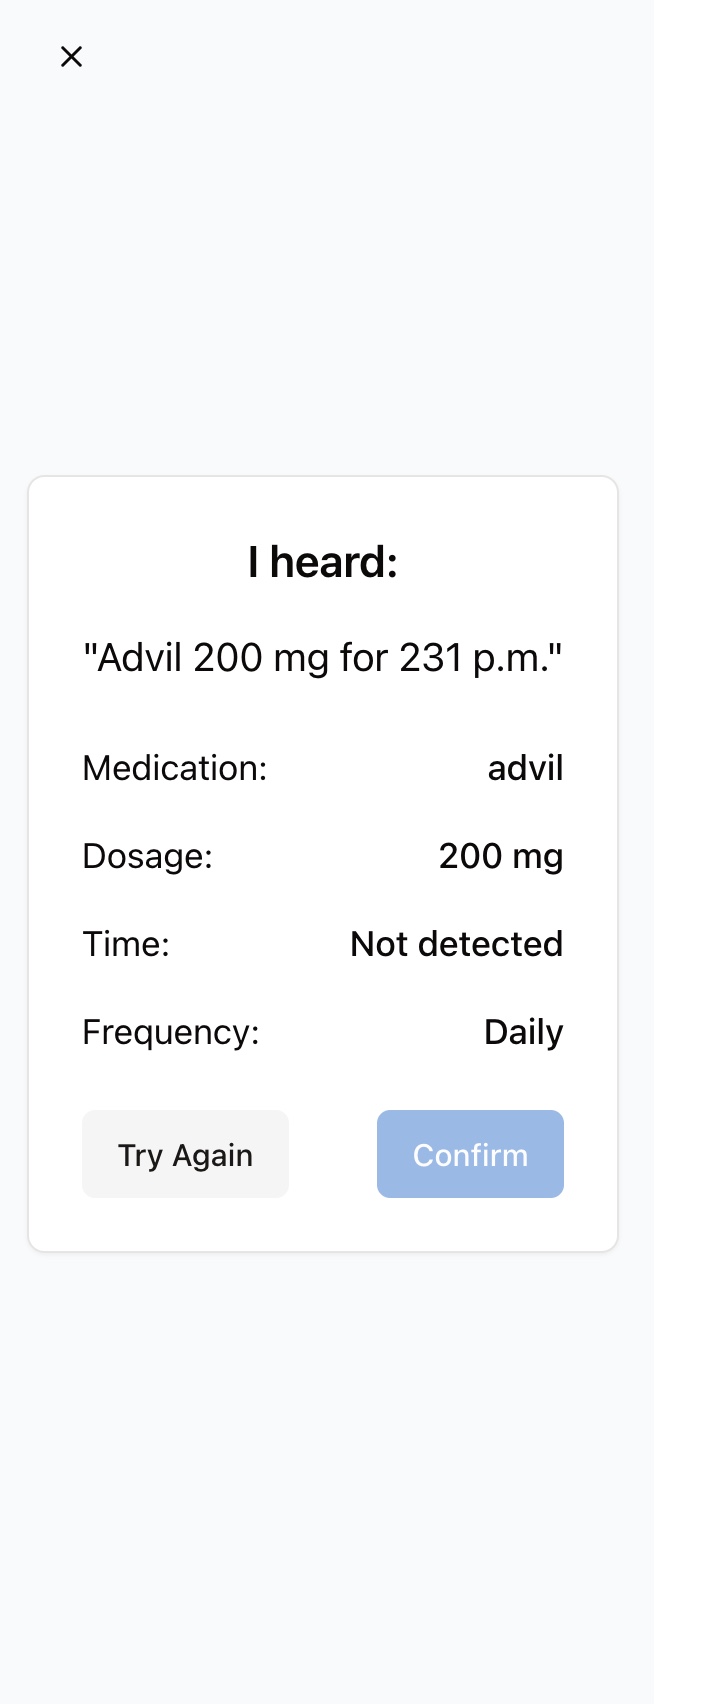 I heard:
"Advil 200 mg for 231 p.m."
Medication: advil
Dosage: 200 mg
Time: Not detected
Frequency: Daily
Try Again Confirm